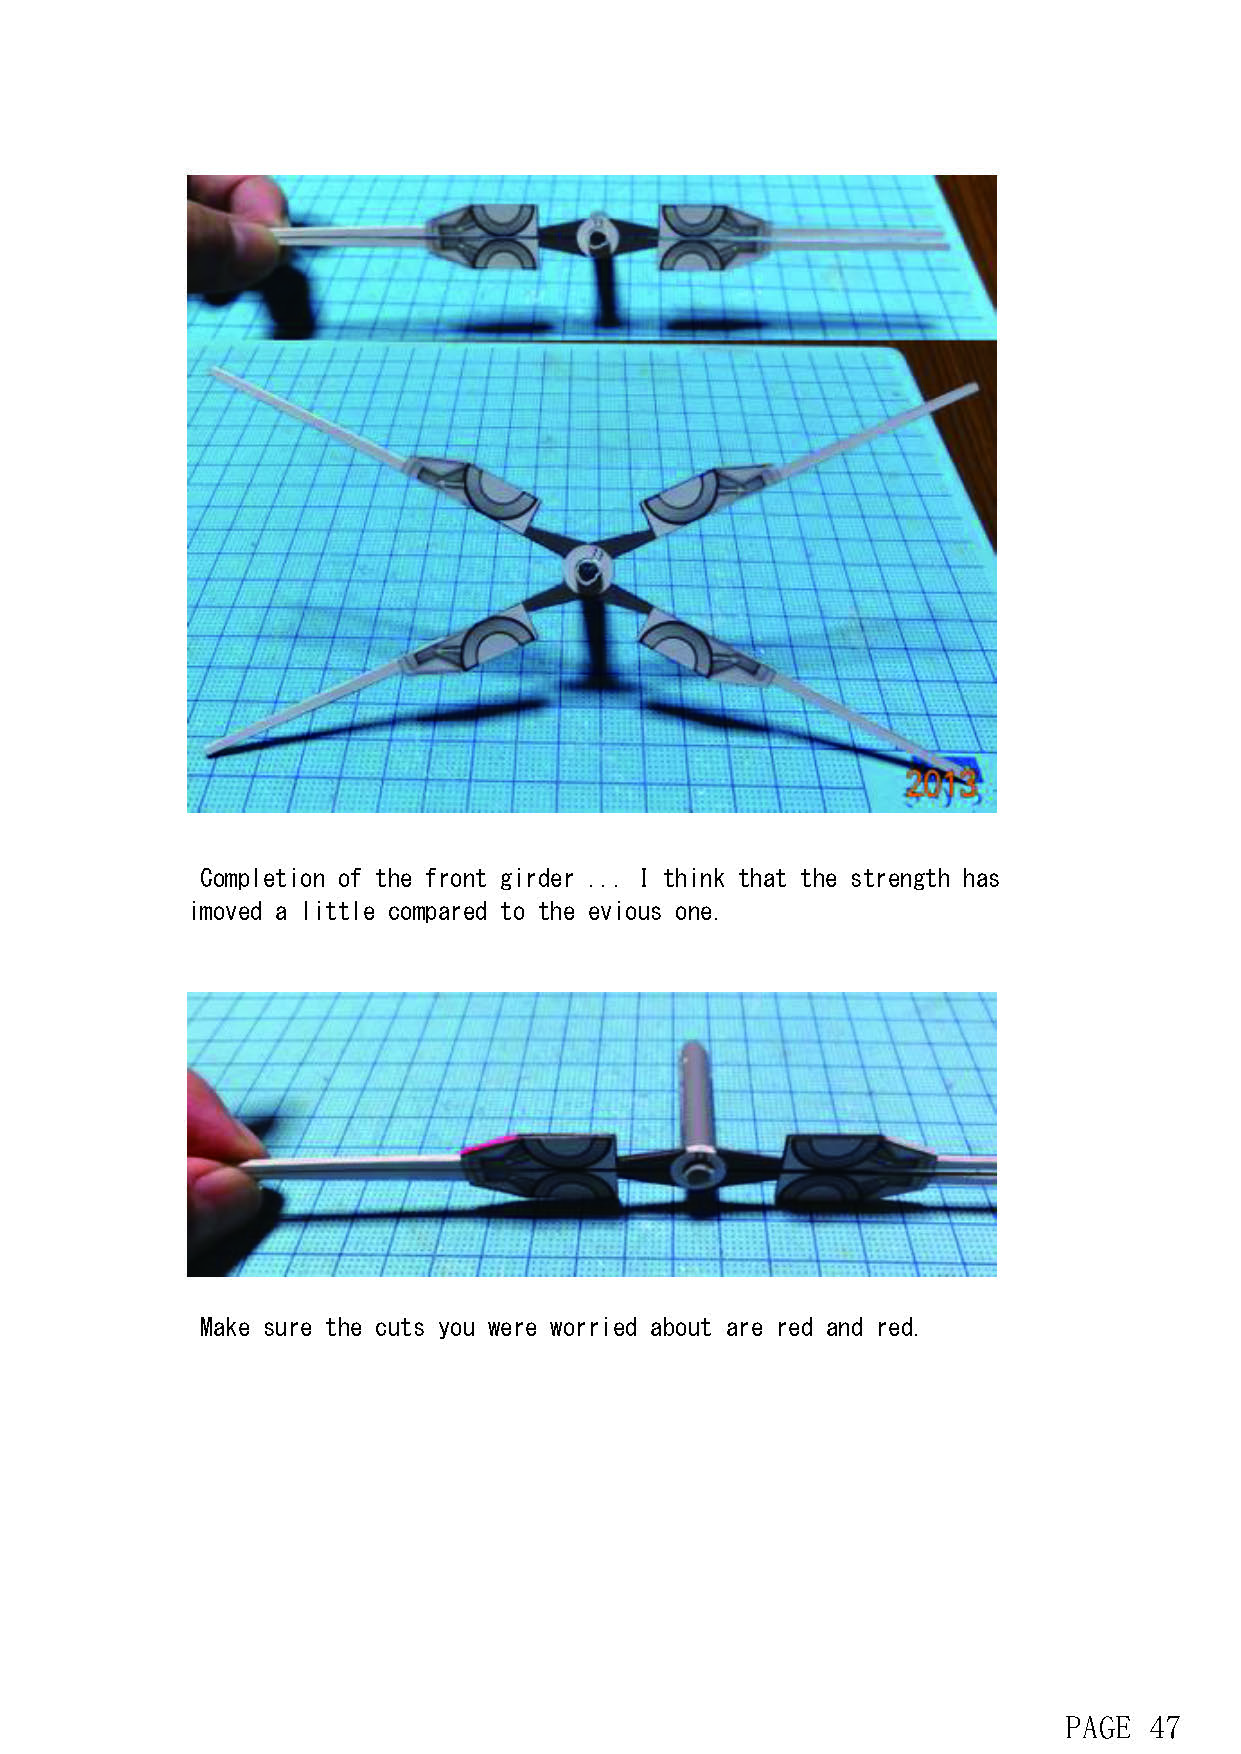 2013
Completion of the front girder ... I think that the strength has
imoved a little compared to the evious one.
Make sure the cuts you were worried about are red and red.
PAGE 47